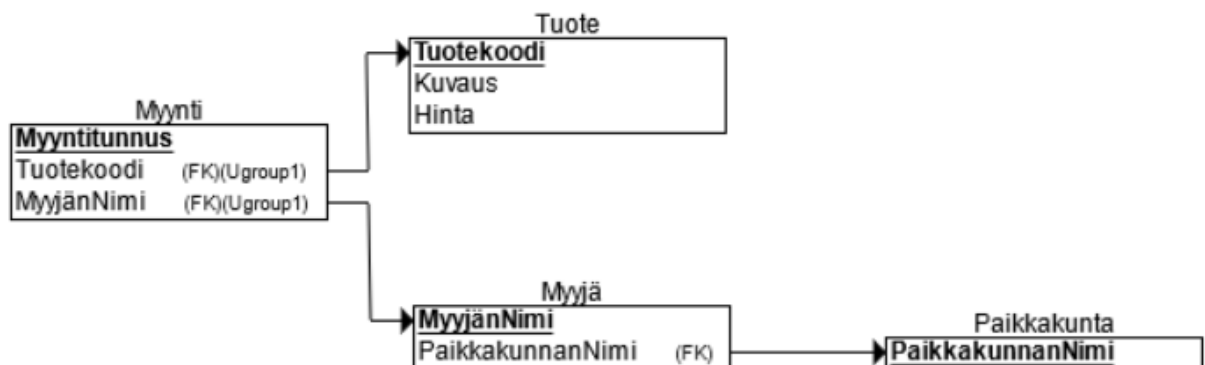 Tuote
Tuotekoodi
Kuvaus
Hinta
Myynti
Myyntitunnus
Tuotekoodi (FK)(Ugroup1)
MyyjänNimi (FK)(Ugroup1)
Myyjä
MyyjänNimi
PaikkakunnanNimi (FK)
Paikkakunta
PaikkakunnanNimi